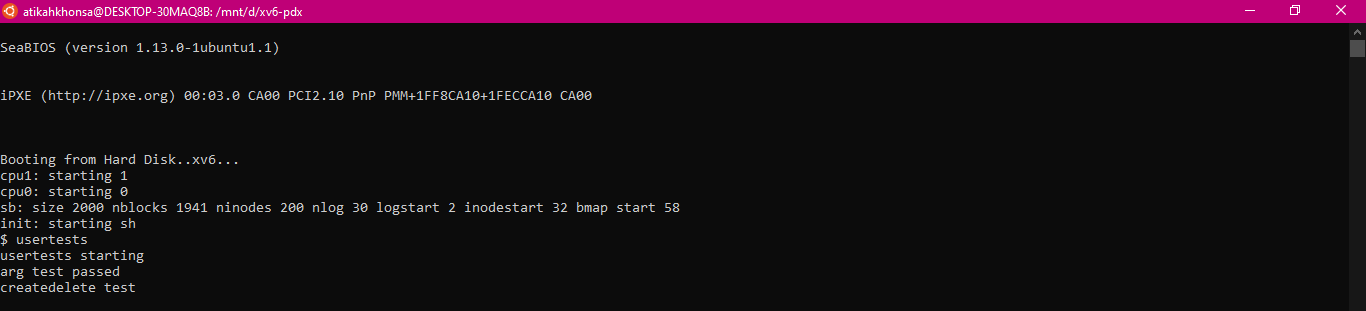 atikahkhonsa@DESKTOP-30MAQ8B: /mnt/d/xv6-pdx
SeaBIOS (version 1.13.0-1ubuntu1.1)
iPXE (http://ipxe.org) 00:03.0 CA00 PCI2.10 PnP PMM+1FF8CA10+1FECCA10 CA00
Booting from Hard Disk..xv6...
cpu1: starting 1
cpu0: starting 0
sb: size 2000 nblocks 1941 ninodes 200 nlog 30 logstart 2 inodestart 32 bmap start 58
init: starting sh
$ usertests
usertests starting
arg test passed
createdelete test